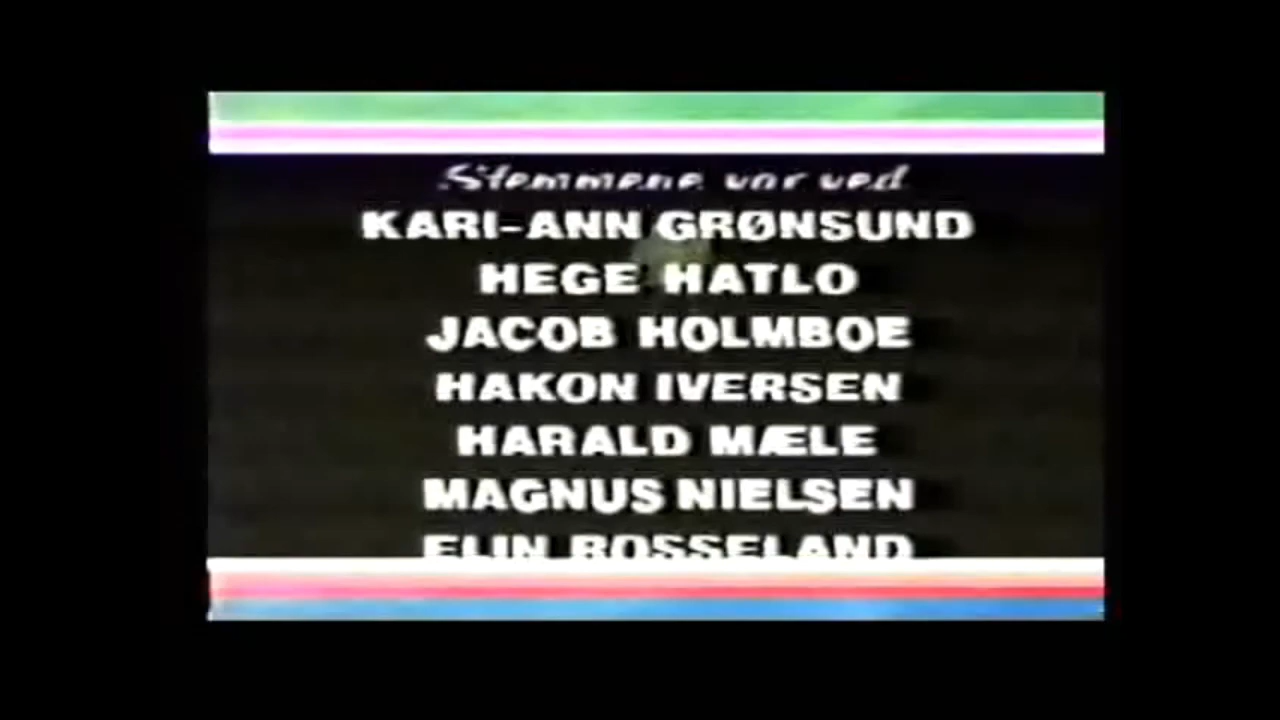 Stemmene var ved
KARI-ANN GRØNSUND
HEGE HATLO
JACOB HOLMBOE
HAKON IVERSEN
HARALD MÆLE
MAGNUS NIELSEN
ELIN ROSSELAND